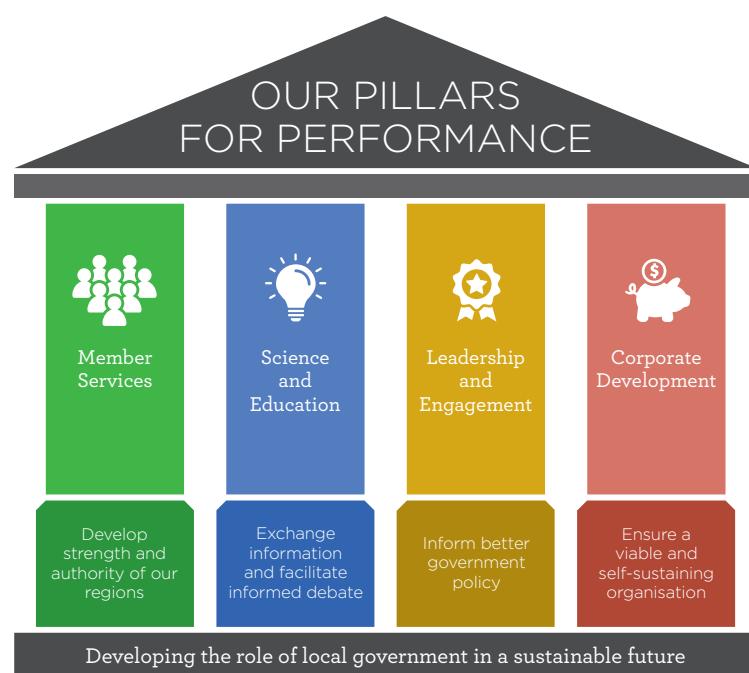 OUR PILLARS
FOR PERFORMANCE
$
Member
Services
Science
and
Education
Leadership
and
Engagement
Corporate
Development
Develop
strength and
authority of our
regions
Exchange
information
and facilitate
informed debate
Inform better
government
policy
Ensure a
viable and
self-sustaining
organisation
Developing the role of local government in a sustainable future